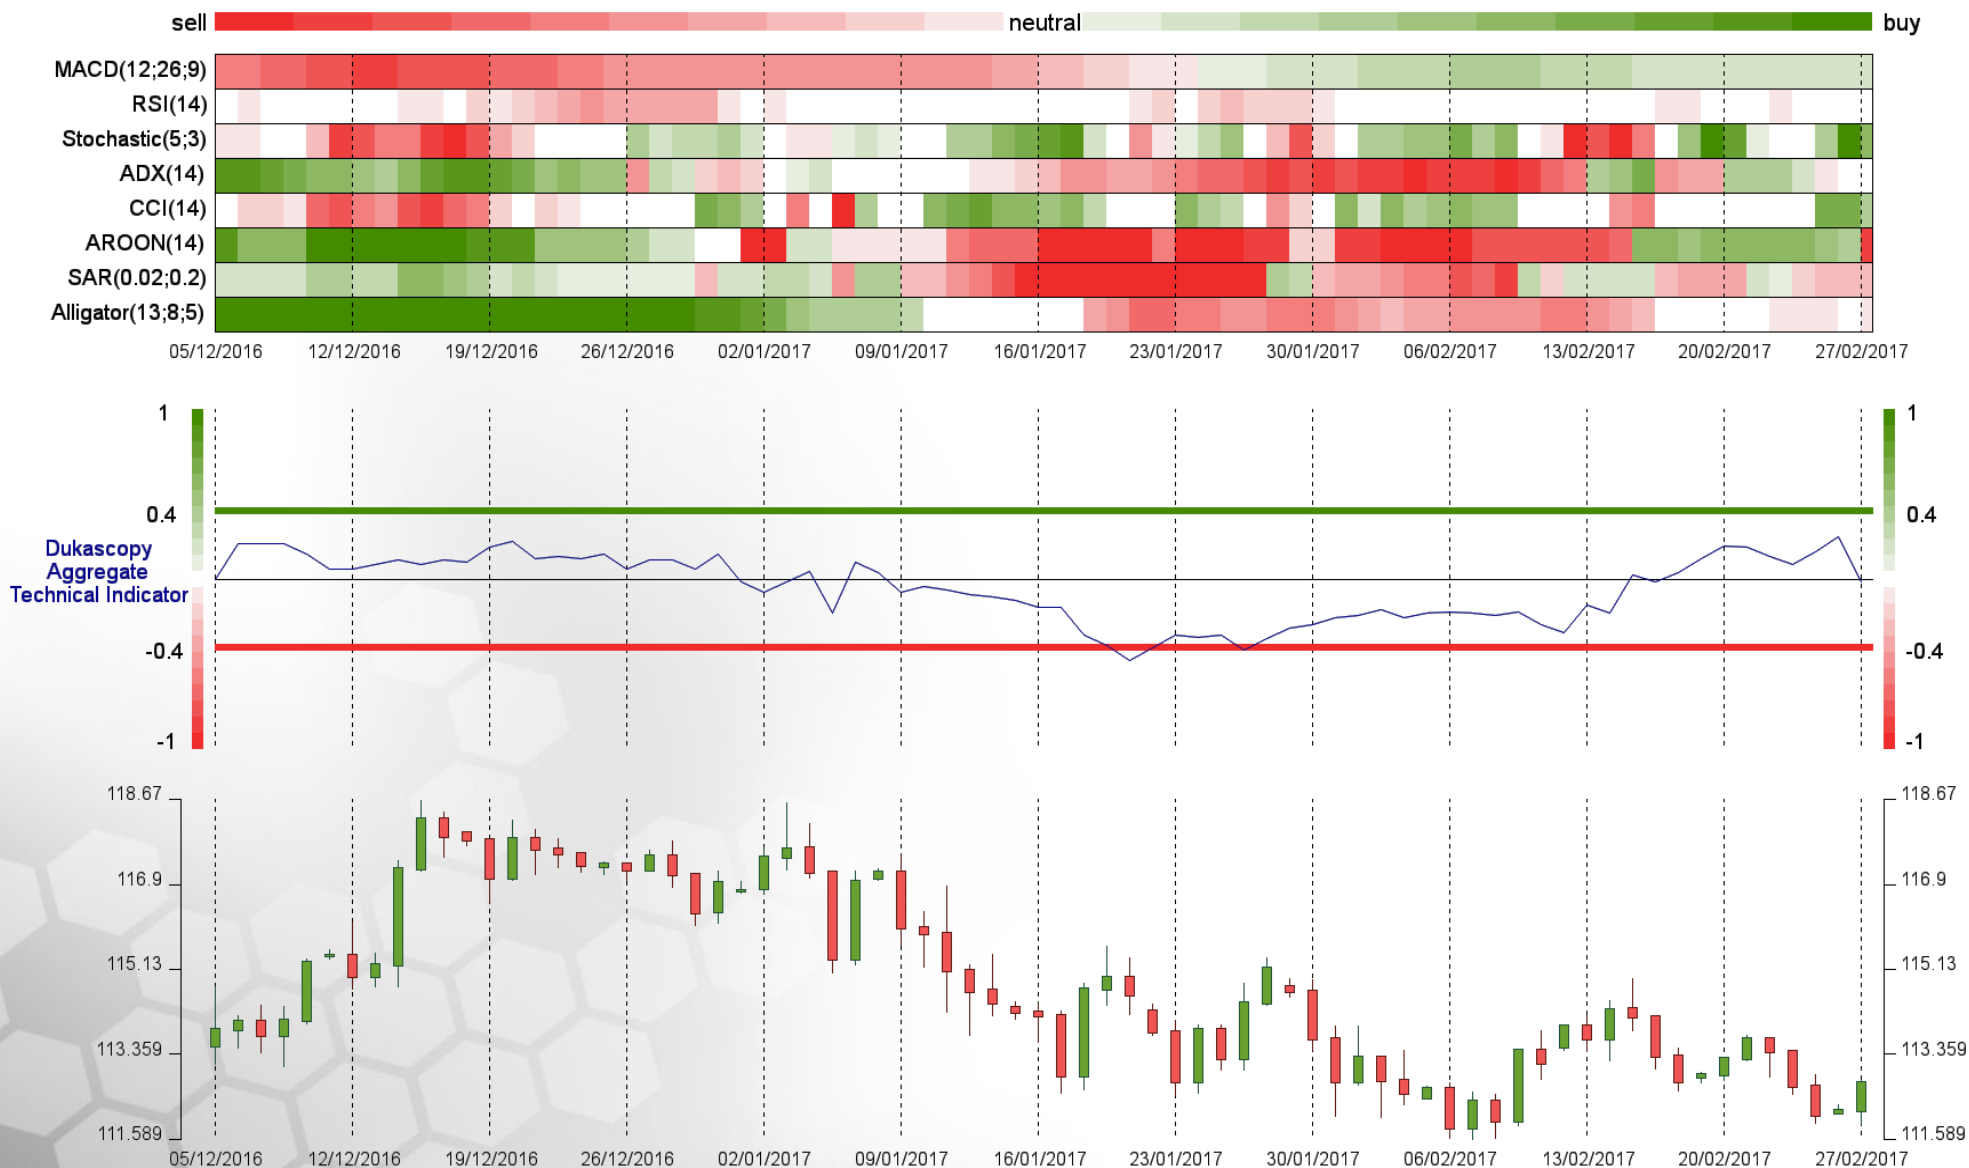 sell neutral buy
MACD(12;26;9)
RSI(14)
Stochastic(5;3)
ADX(14)
CCI(14)
AROON(14)
SAR(0.02;0.2)
Alligator(13;8;5)
05/12/2016 12/12/2016 19/12/2016 26/12/2016 02/01/2017 09/01/2017 16/01/2017 23/01/2017 30/01/2017 06/02/2017 13/02/2017 20/02/2017 27/02/2017
1 1
0.4 0.4
Dukascopy
Aggregate
Technical Indicator
-0.4 -0.4
-1 -1
118.67 118.67
116.9 116.9
115.13 115.13
113.359 113.359
111.589 111.589
05/12/2016 12/12/2016 19/12/2016 26/12/2016 02/01/2017 09/01/2017 16/01/2017 23/01/2017 30/01/2017 06/02/2017 13/02/2017 20/02/2017 27/02/2017